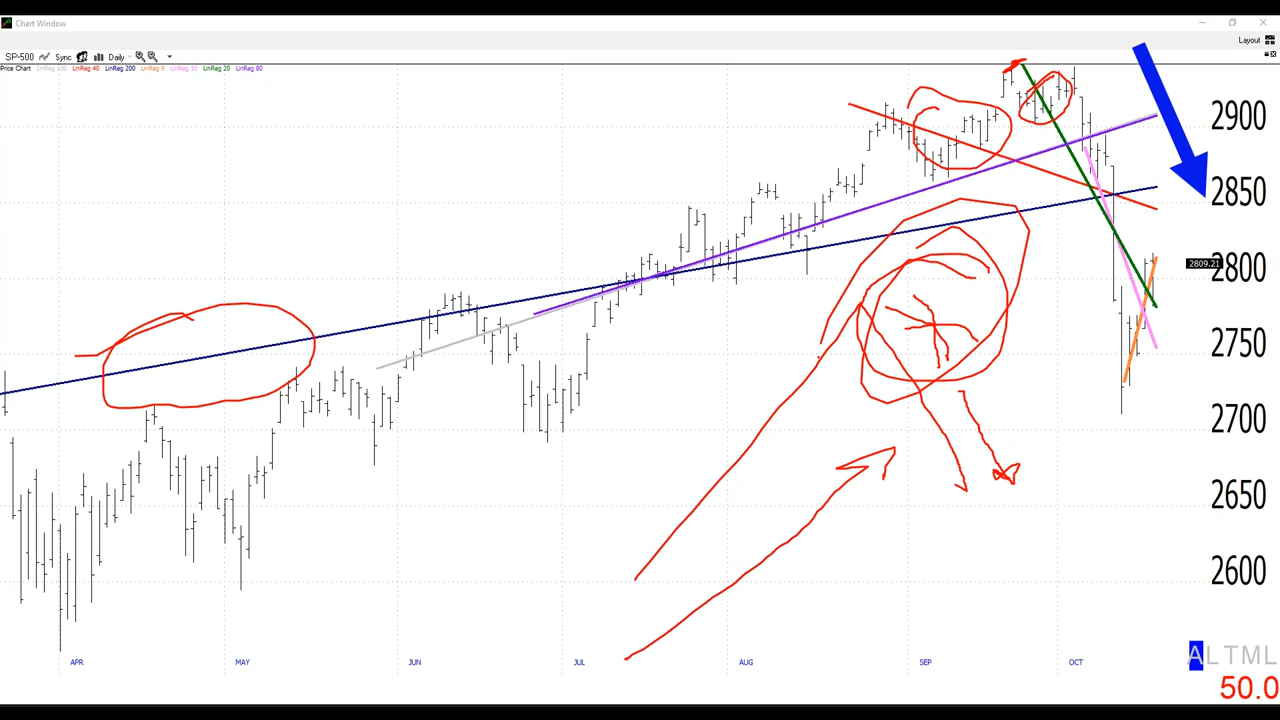 Chart Window
Layout
SP-500 Sync Daily
Price Chart LinReg 100 LinReg 40 LinReg 200 LinReg 5 LinReg 10 LinReg 20 LinReg 80
2900
2850
2800
2809.21
2750
2700
2650
2600
APR MAY JUN JUL AUG SEP OCT
ALTML
50.0